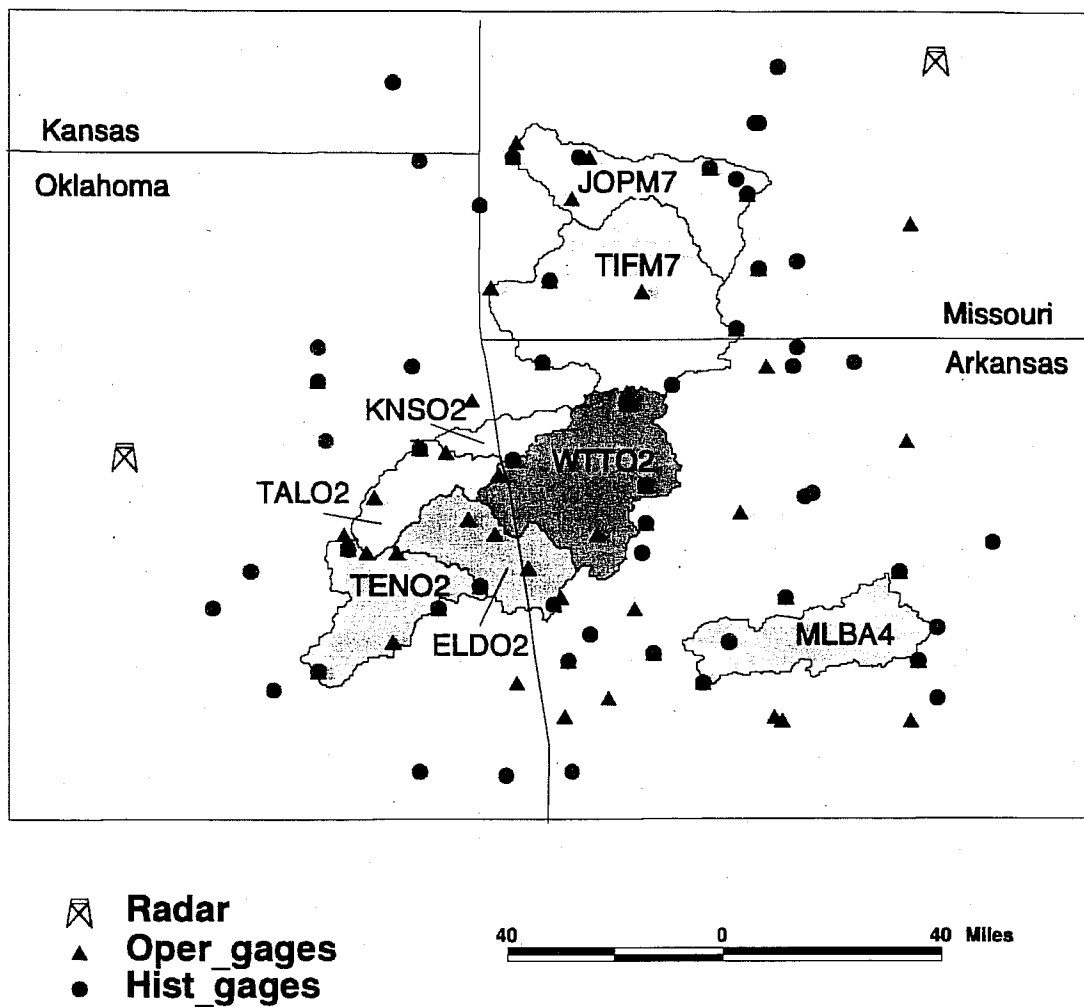 Kansas
Oklahoma
JOPM7
TIFM7
Missouri
Arkansas
KNSO2
WTTO2
TALO2
TENO2
ELDO2
MLBA4
Radar
Oper_gages
Hist_gages
40 0 40 Miles